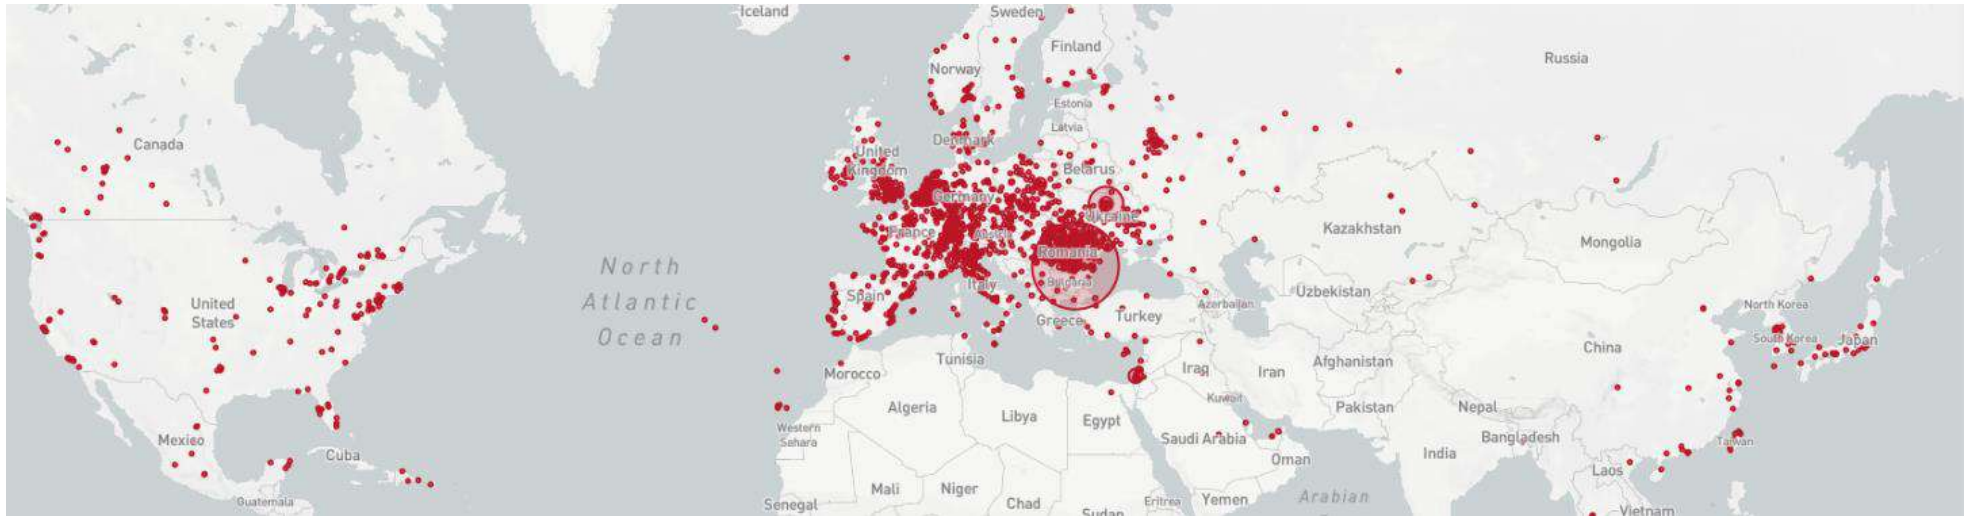 Iceland
Sweden
Finland
Russia
Norway
Estonia
Latvia
Canada
Denmark
United
Kingdom
Belarus
Germany
Ukraine
France
Austria
Kazakhstan
Mongolia
Romania
North
Atlantic
Ocean
Italy
Bulgaria
Spain
Uzbekistan
United
States
Azerbaijan
North Korea
Greece
Turkey
South Korea
Japan
China
Tunisia
Morocco
Iraq
Iran
Afghanistan
Kuwait
Algeria
Libya
Egypt
Pakistan
Nepal
Western
Sahara
Mexico
Cuba
Saudi Arabia
Bangladesh
Taiwan
India
Oman
Laos
Guatemala
Mali
Niger
Chad
Senegal
Sudan
Eritrea
Yemen
Arabian
Vietnam